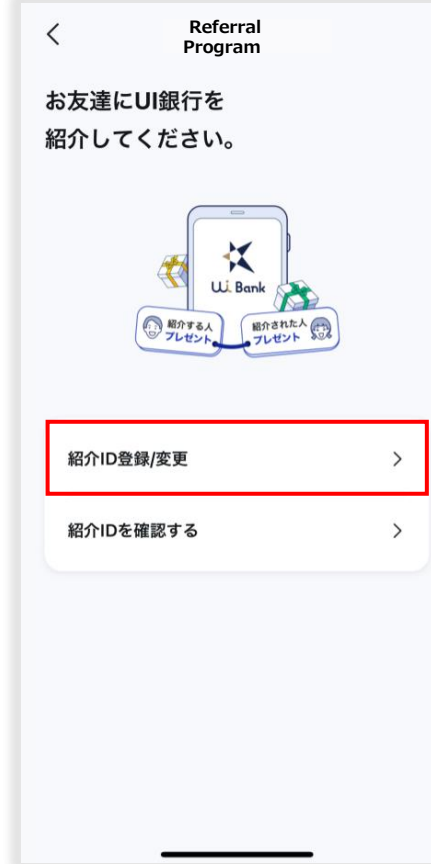 Referral
Program
お友達にUI銀行を
紹介してください。
Ui Bank
紹介する人
プレゼント
紹介された人
プレゼント
紹介ID登録/変更
紹介IDを確認する